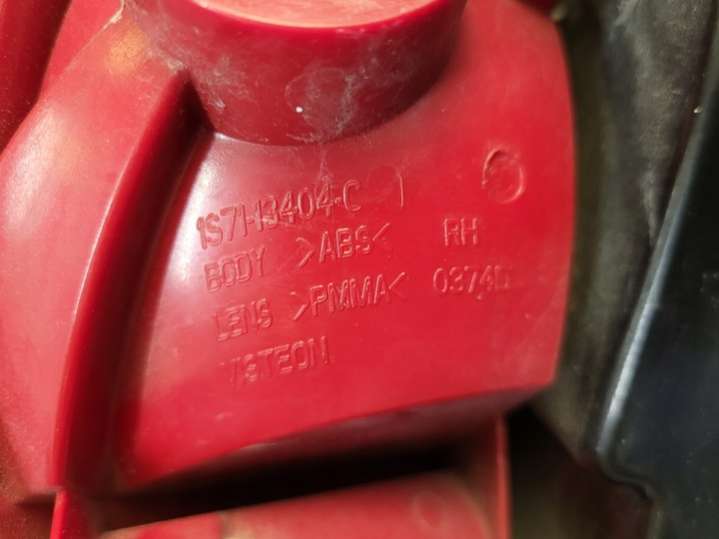 1S71-13404-C
BODY >ABS< RH
LENS >PMMA< 0374D
VISTEON